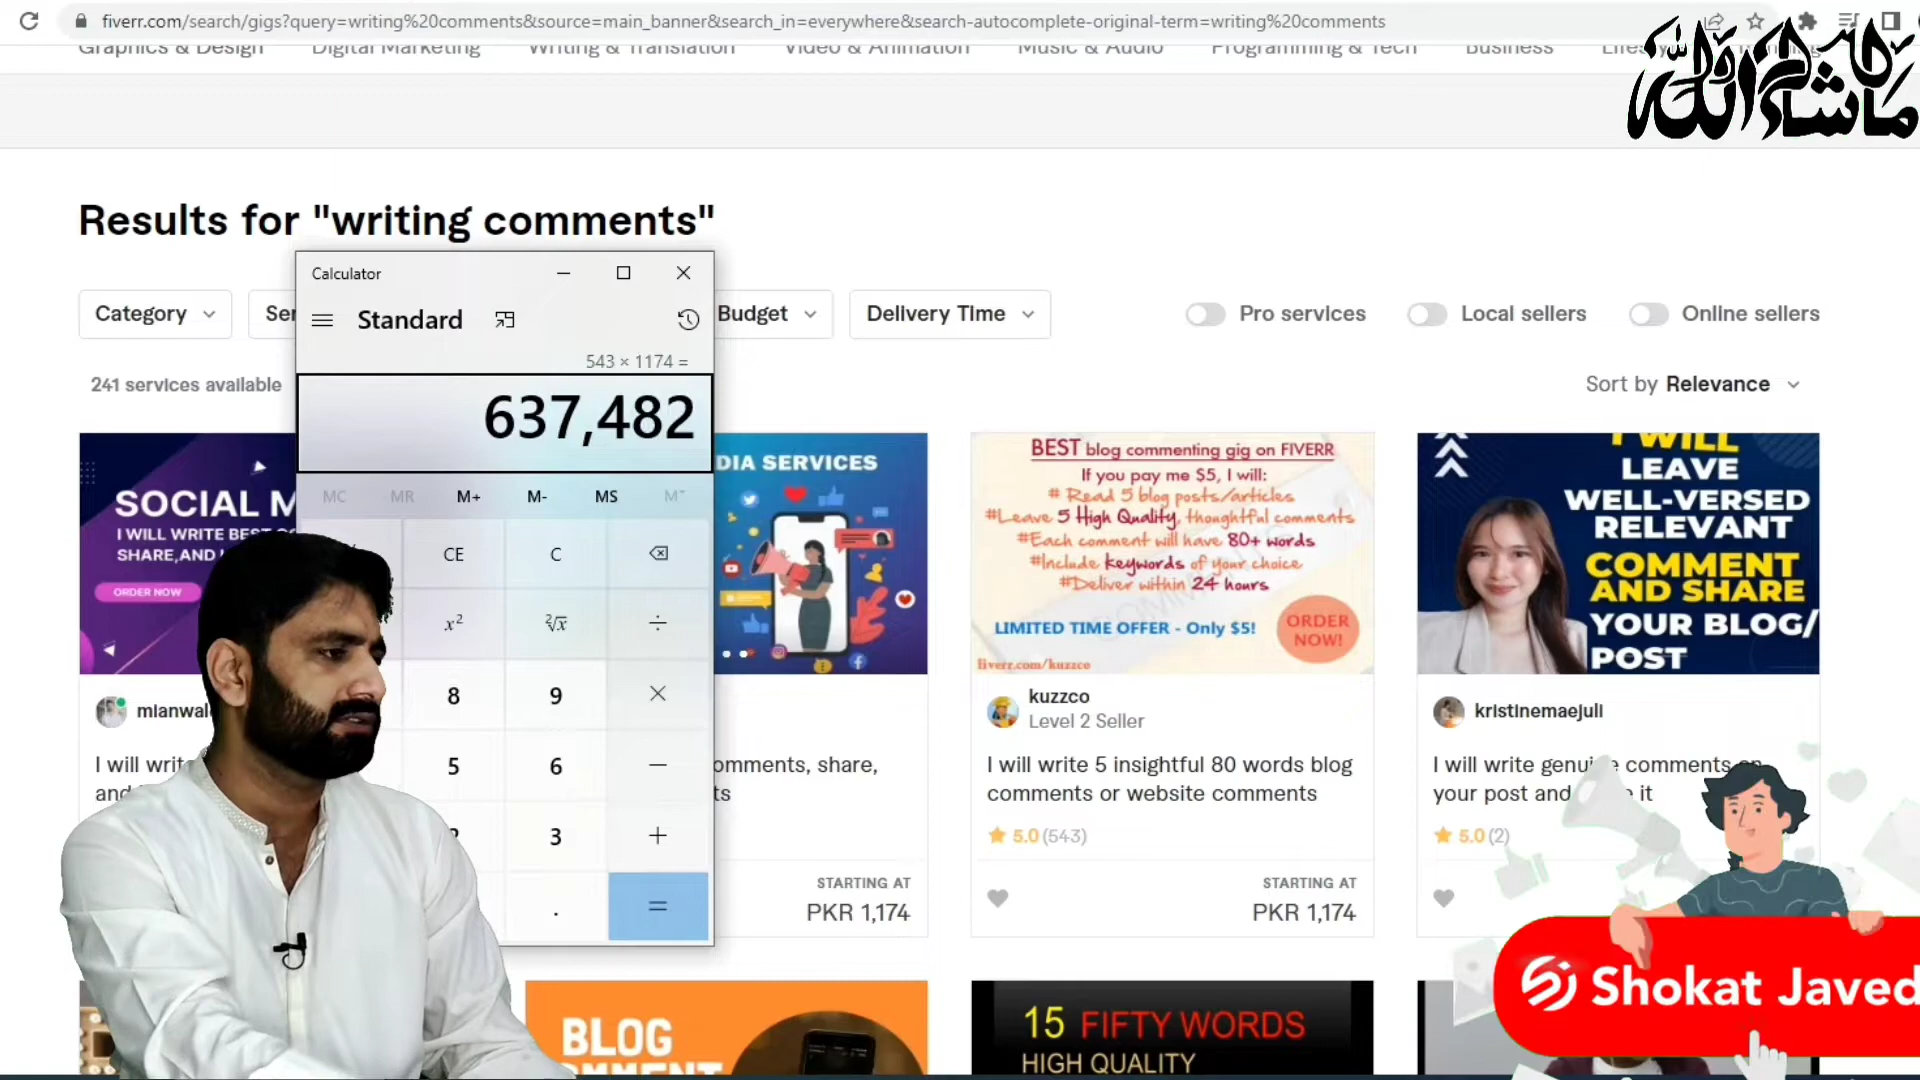 fiverr.com/search/gigs?query=writing%20comments&source=main_banner&search_in=everywhere&search-autocomplete-original-term=writing%20comments
Graphics & Design Digital Marketing Writing & Translation Video & Animation Music & Audio Programming & Tech Business
ما شاء الله
Results for "writing comments"
Calculator
Category
Budget
Delivery Time
Pro services
Local sellers
Online sellers
Standard
543 × 1174 =
637,482
241 services available
Sort by Relevance
MC MR M+ M- MS
CE C
x²
²√x
÷
8 9 ×
5 6 −
3 +
. =
SOCIAL M
I WILL WRITE
SHARE, AND
ORDER NOW
DIA SERVICES
BEST blog commenting gig on FIVERR
If you pay me $5, I will:
# Read 5 blog posts/articles
#Leave 5 High Quality, thoughtful comments
#Each comment will have 80+ words
#Include keywords of your choice
#Deliver within 24 hours
LIMITED TIME OFFER - Only $5!
ORDER
NOW!
fiverr.com/kuzzco
I WILL
LEAVE
WELL-VERSED
RELEVANT
COMMENT
AND SHARE
YOUR BLOG/
POST
kuzzco
Level 2 Seller
kristinemaejuli
I will
omments, share,
I will write 5 insightful 80 words blog
comments or website comments
I will write comments
your post and it
5.0 (543)
5.0 (2)
STARTING AT
PKR 1,174
STARTING AT
PKR 1,174
BLOG
15 FIFTY WORDS
HIGH QUALITY
Shokat Javed